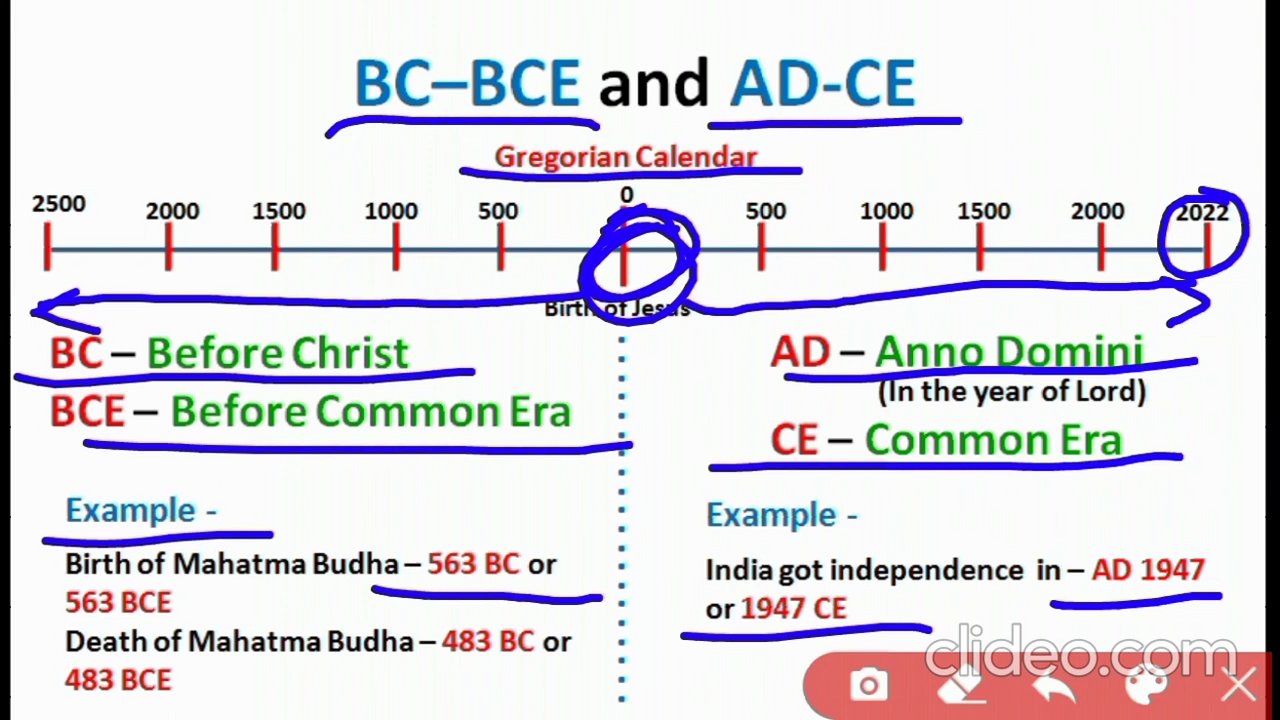 BC–BCE and AD-CE
Gregorian Calendar
2500 2000 1500 1000 500 0 500 1000 1500 2000 2022
Birth of Jesus
BC – Before Christ
BCE – Before Common Era
Example -
Birth of Mahatma Budha – 563 BC or
563 BCE
Death of Mahatma Budha – 483 BC or
483 BCE
AD – Anno Domini
(In the year of Lord)
CE – Common Era
Example -
India got independence in – AD 1947
or 1947 CE
clideo.com